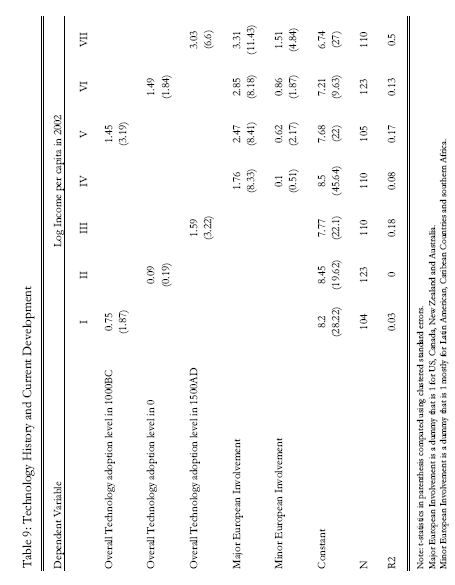 Table 9: Technology History and Current Development
Dependent Variable Log Income per capita in 2002
I II III IV V VI VII
Overall Technology adoption level in 1000BC 0.75 1.45
(1.87) (3.19)
Overall Technology adoption level in 0 0.09 1.49
(0.19) (1.84)
Overall Technology adoption level in 1500AD 1.59 3.03
(3.22) (6.6)
Major European Involvement 1.76 2.47 2.85 3.31
(8.33) (8.41) (8.18) (11.43)
Minor European Involvement 0.1 0.62 0.86 1.51
(0.51) (2.17) (1.87) (4.84)
Constant 8.2 8.45 7.77 8.5 7.68 7.21 6.74
(28.22) (19.62) (22.1) (45.64) (22) (9.63) (27)
N 104 123 110 110 105 123 110
R2 0.03 0 0.18 0.08 0.17 0.13 0.5
Note: t-statistics in parenthesis computed using clustered standard errors.
Major European Involvement is a dummy that is 1 for US, Canada, New Zealand and Australia.
Minor European Involvement is a dummy that is 1 mostly for Latin American, Caribean Countries and southern Africa.